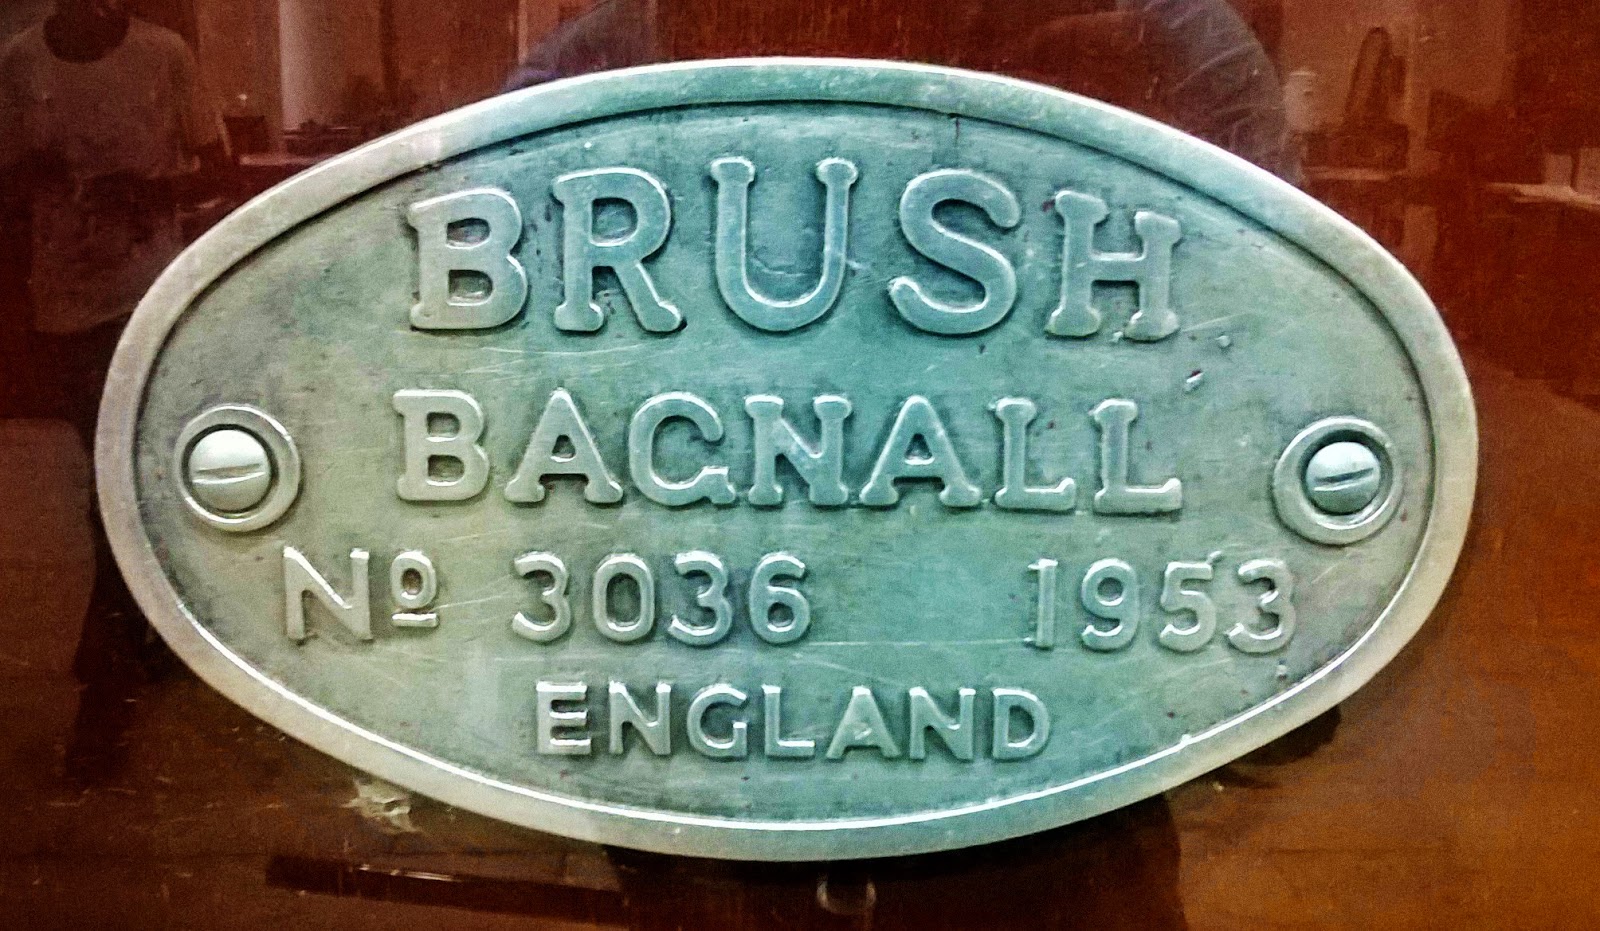 BRUSH
BAGNALL
Nº 3036 1953
ENGLAND